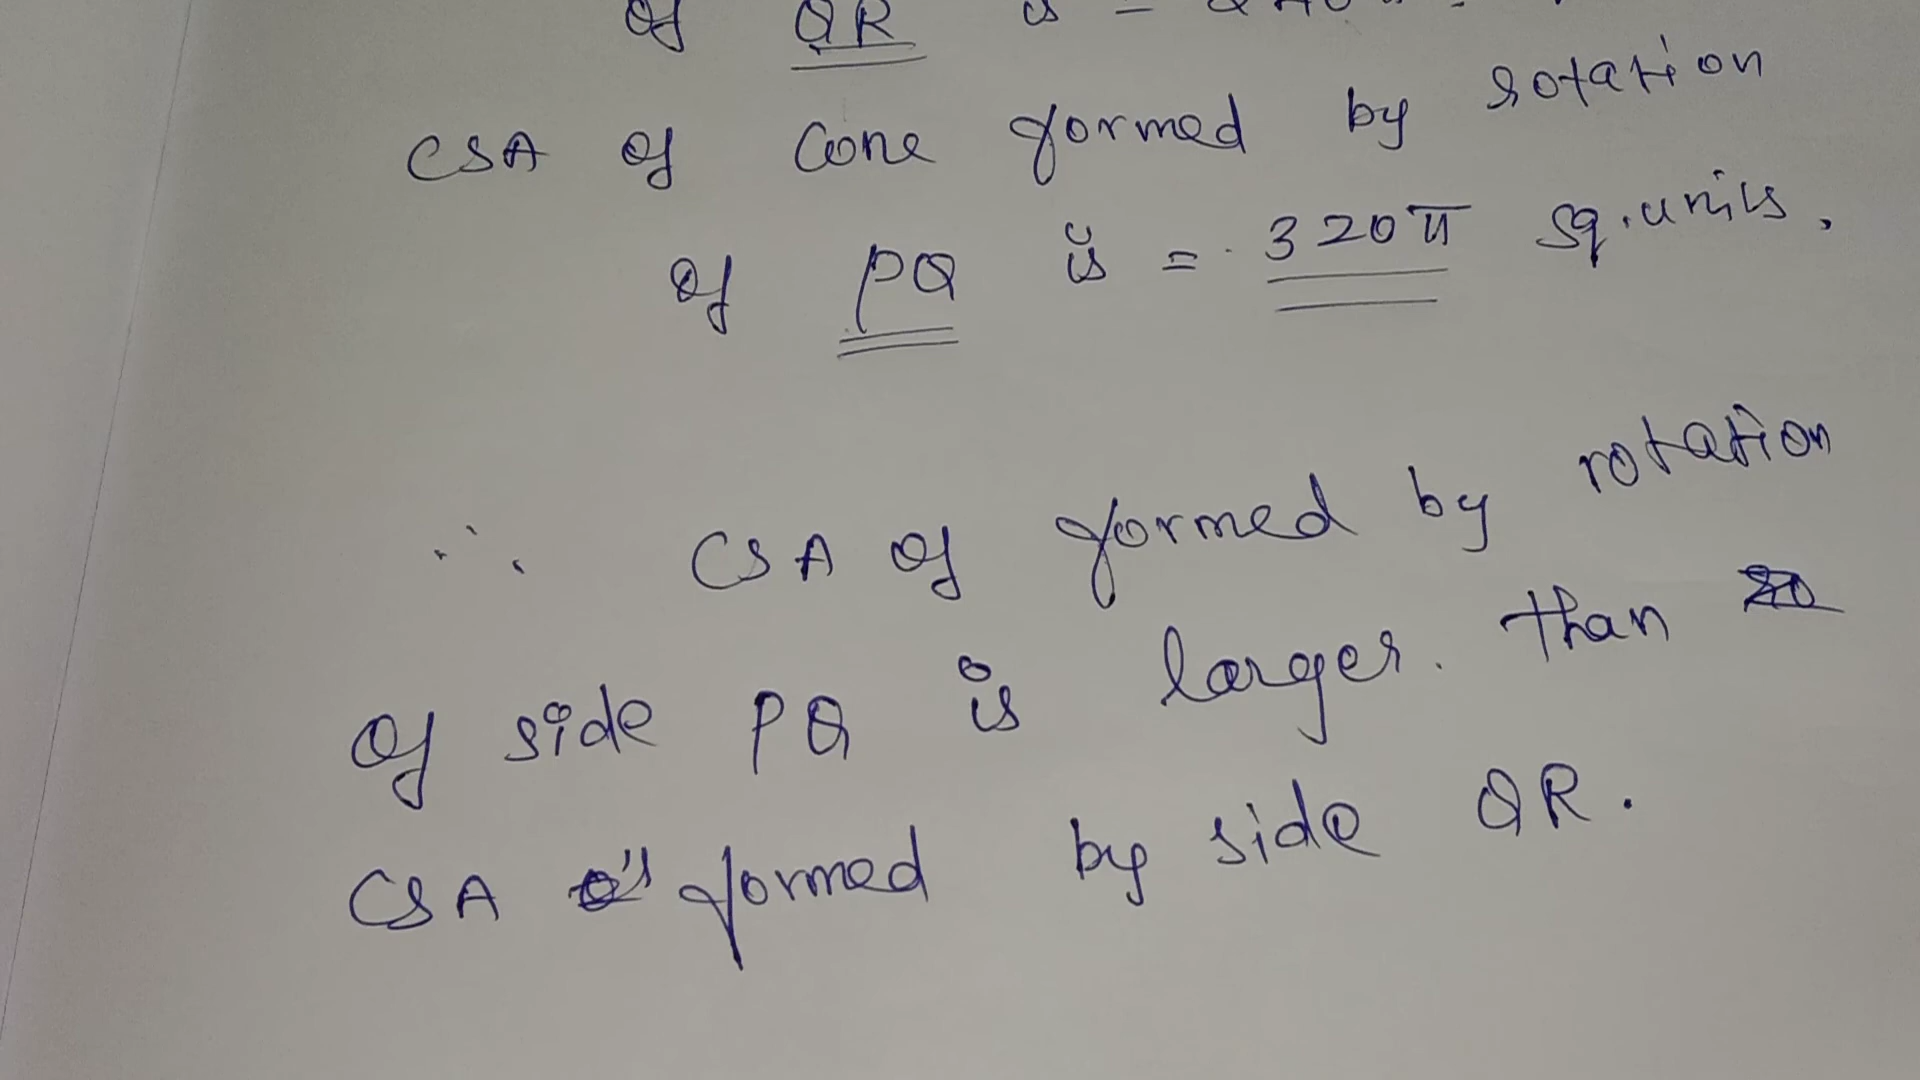 of QR is =
CSA of Cone formed by rotation
of PQ is = 320π sq.units.
∴ CSA of formed by rotation
of side PQ is larger. than
CSA formed by side QR.